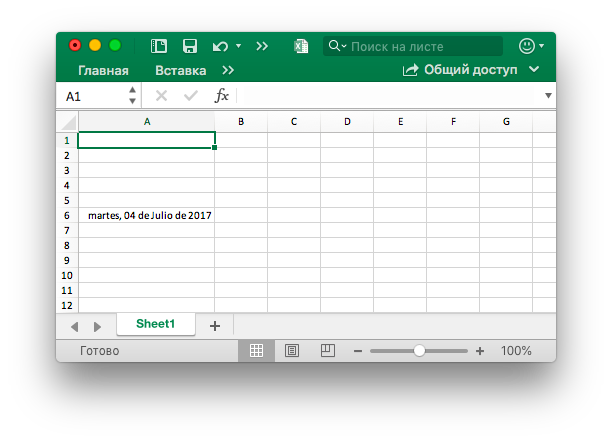 Поиск на листе
Главная Вставка Общий доступ
A1 fx
A B C D E F G
1
2
3
4
5
6 martes, 04 de Julio de 2017
7
8
9
10
11
12
Sheet1
Готово 100%